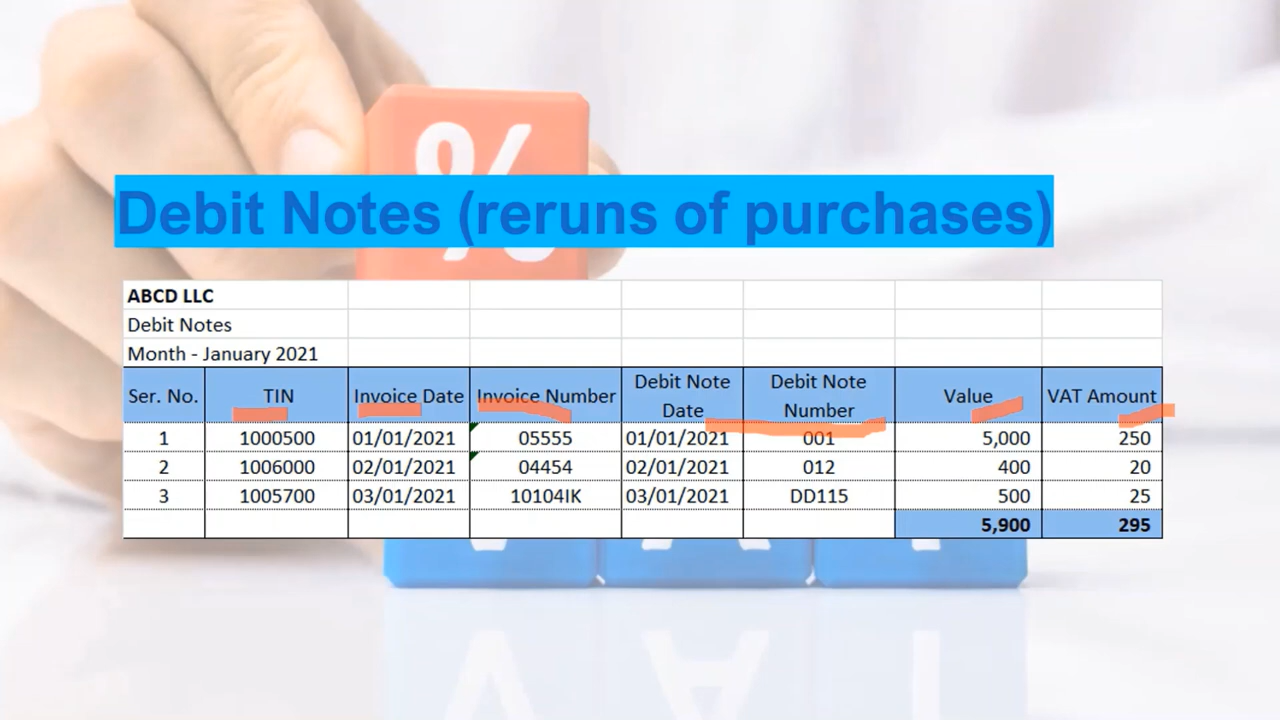 %
Debit Notes (reruns of purchases)
ABCD LLC
Debit Notes
Month - January 2021
Ser. No. TIN Invoice Date Invoice Number Debit Note Date Debit Note Number Value VAT Amount
1 1000500 01/01/2021 05555 01/01/2021 001 5,000 250
2 1006000 02/01/2021 04454 02/01/2021 012 400 20
3 1005700 03/01/2021 10104IK 03/01/2021 DD115 500 25
5,900 295
V A T